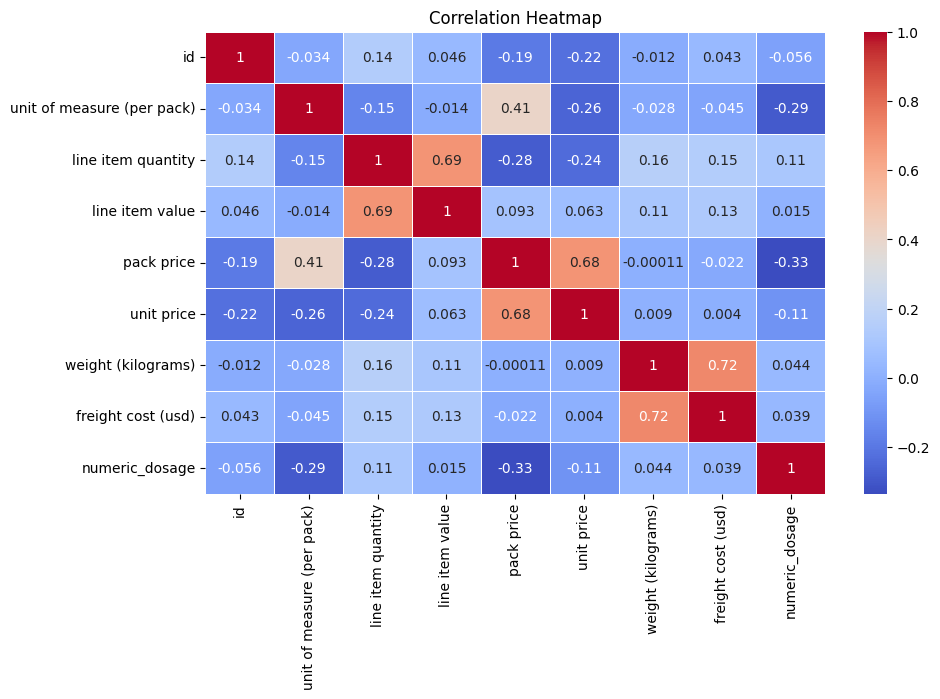 Correlation Heatmap
id 1 -0.034 0.14 0.046 -0.19 -0.22 -0.012 0.043 -0.056
unit of measure (per pack) -0.034 1 -0.15 -0.014 0.41 -0.26 -0.028 -0.045 -0.29
line item quantity 0.14 -0.15 1 0.69 -0.28 -0.24 0.16 0.15 0.11
line item value 0.046 -0.014 0.69 1 0.093 0.063 0.11 0.13 0.015
pack price -0.19 0.41 -0.28 0.093 1 0.68 -0.00011 -0.022 -0.33
unit price -0.22 -0.26 -0.24 0.063 0.68 1 0.009 0.004 -0.11
weight (kilograms) -0.012 -0.028 0.16 0.11 -0.00011 0.009 1 0.72 0.044
freight cost (usd) 0.043 -0.045 0.15 0.13 -0.022 0.004 0.72 1 0.039
numeric_dosage -0.056 -0.29 0.11 0.015 -0.33 -0.11 0.044 0.039 1
id
unit of measure (per pack)
line item quantity
line item value
pack price
unit price
weight (kilograms)
freight cost (usd)
numeric_dosage
1.0
0.8
0.6
0.4
0.2
0.0
−0.2